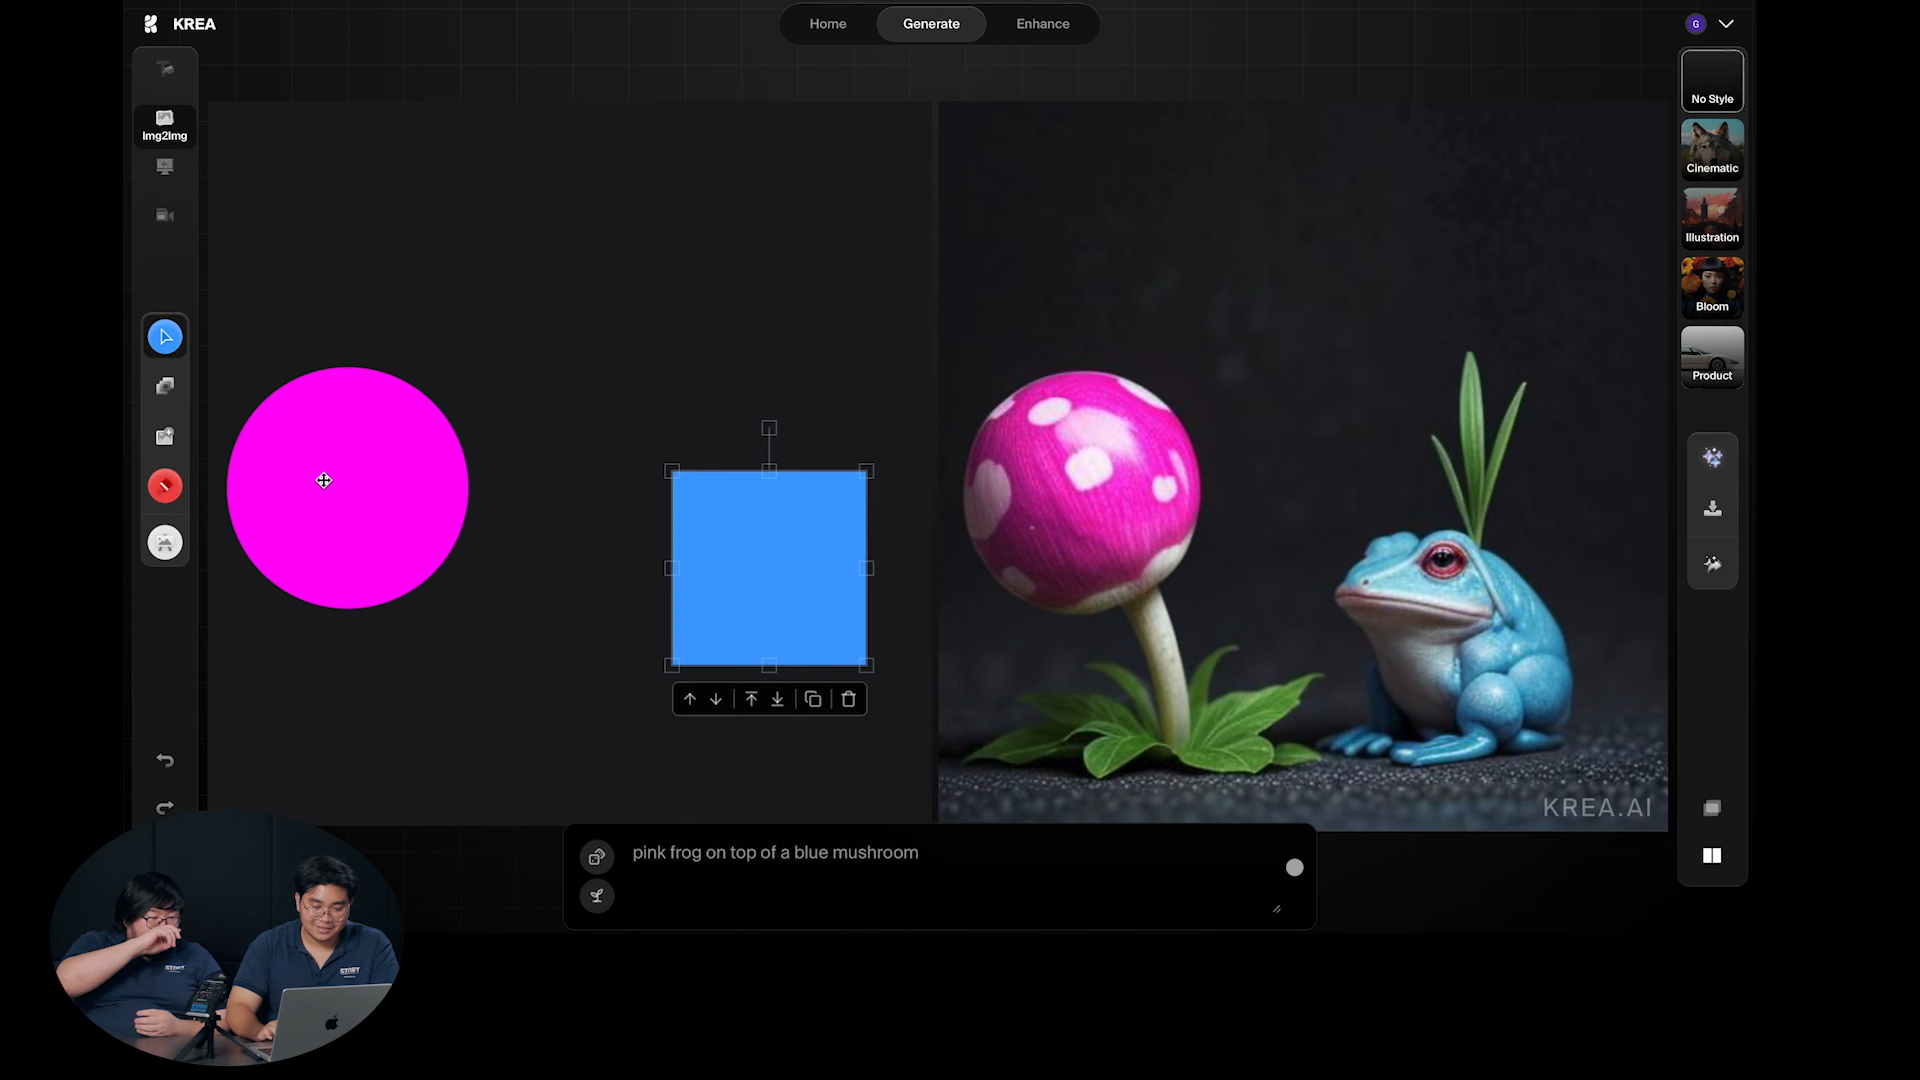 KREA
Home
Generate
Enhance
G
Img2Img
No Style
Cinematic
Illustration
Bloom
Product
KREA.AI
pink frog on top of a blue mushroom